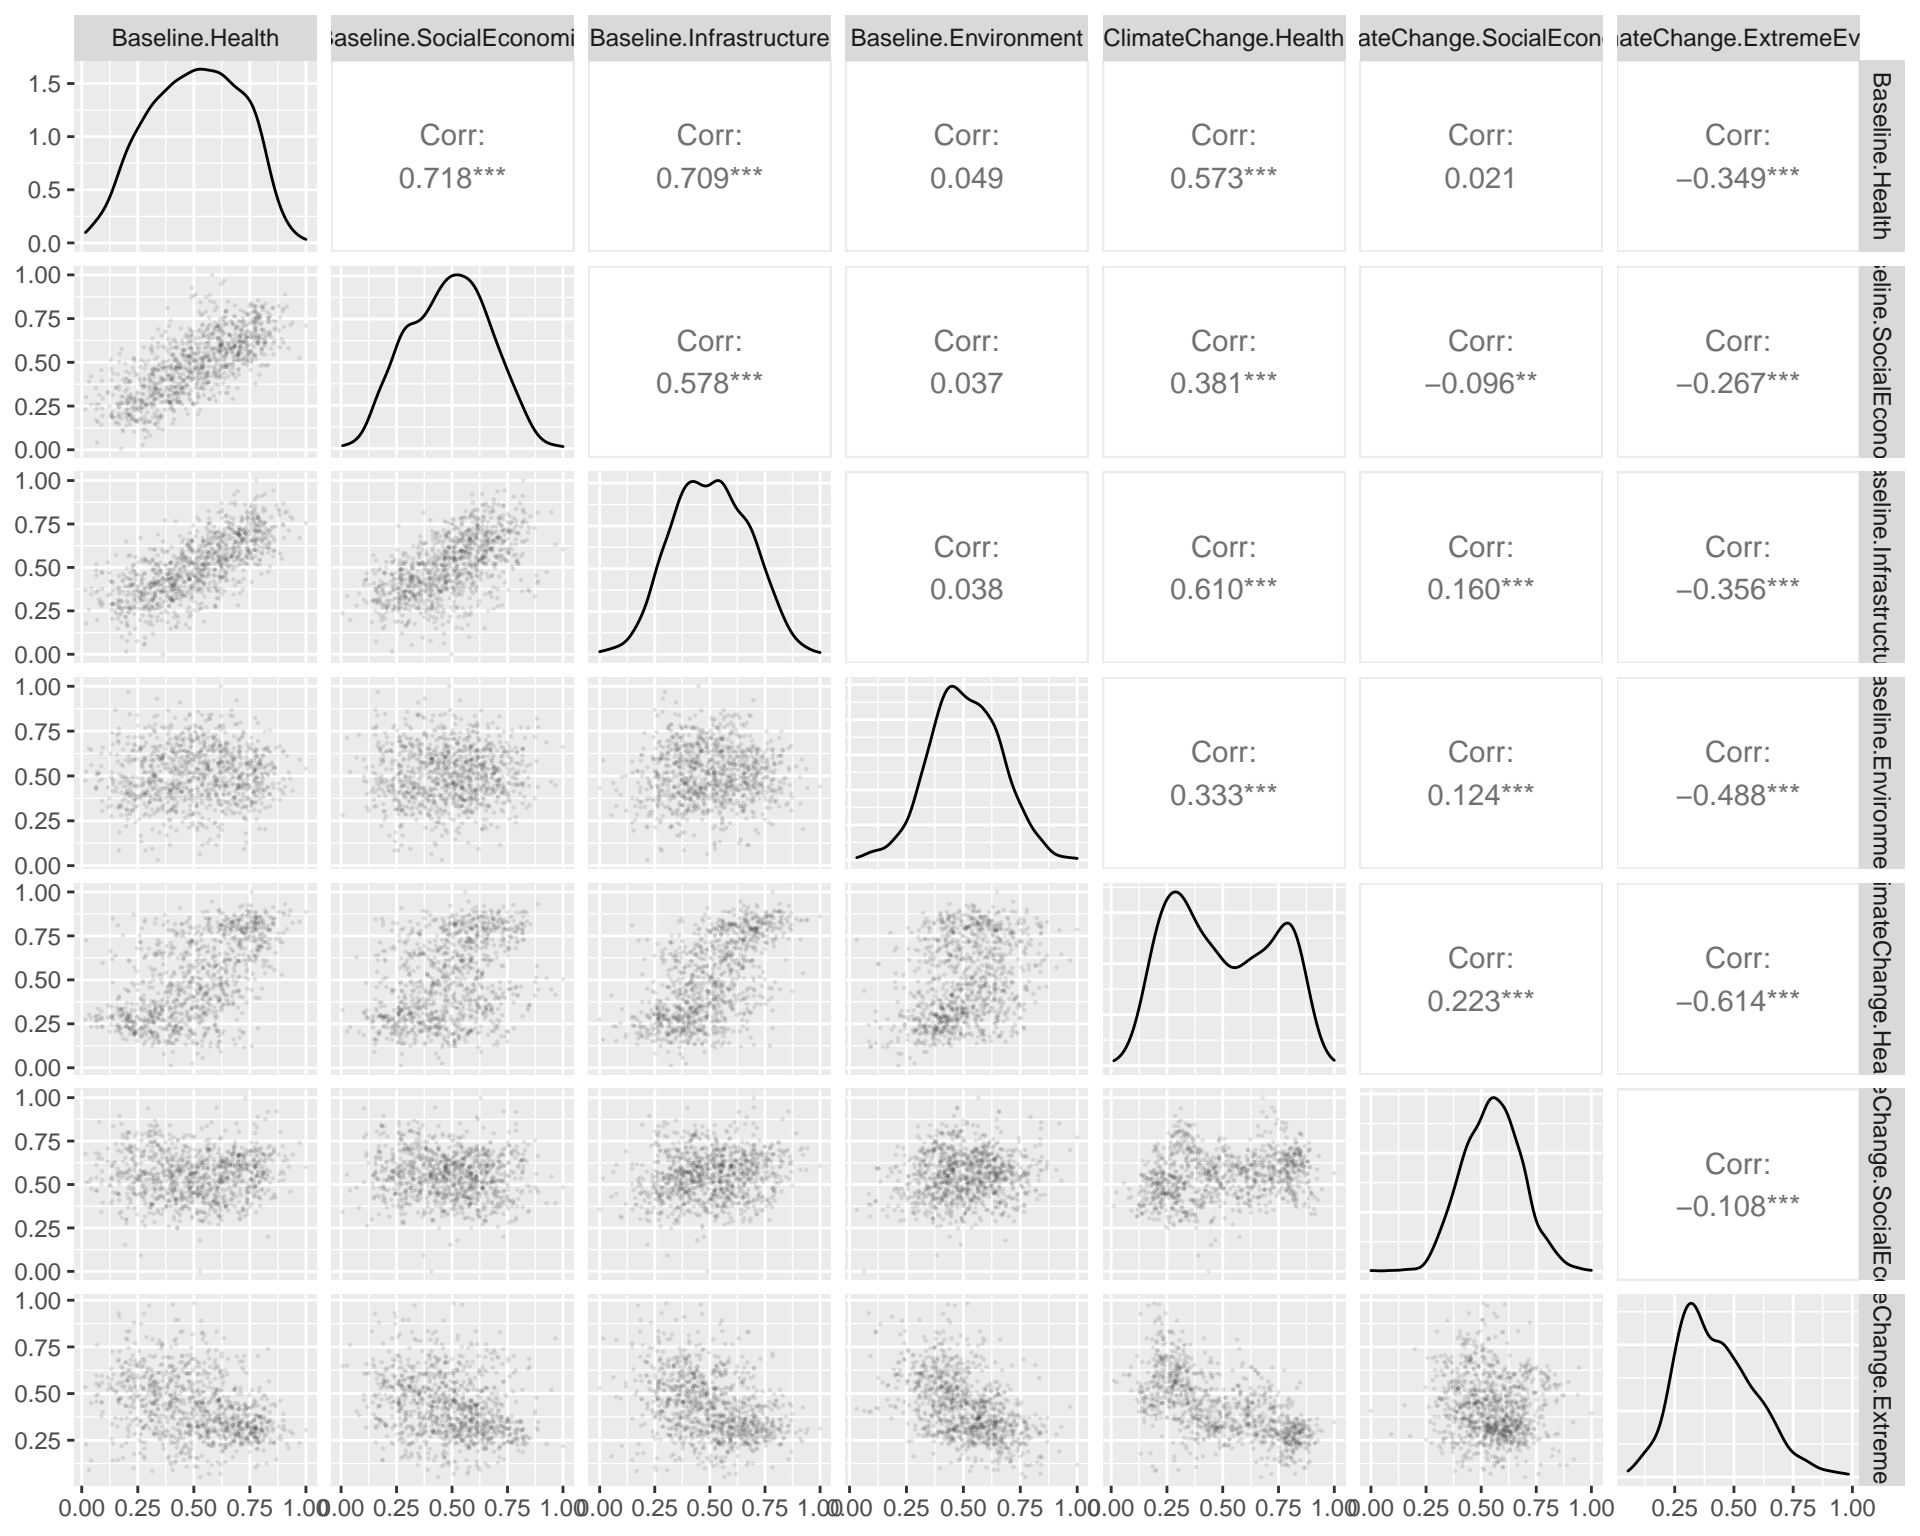 Baseline.Health Baseline.SocialEconomi Baseline.Infrastructure Baseline.Environment ClimateChange.Health ateChange.SocialEcon ateChange.ExtremeEv
1.5
1.0
0.5
0.0
Corr: Corr: Corr: Corr: Corr: Corr:
0.718*** 0.709*** 0.049 0.573*** 0.021 −0.349***
Baseline.Health
1.00
0.75
0.50
0.25
0.00
Corr: Corr: Corr: Corr: Corr:
0.578*** 0.037 0.381*** −0.096** −0.267***
seline.SocialEcono
1.00
0.75
0.50
0.25
0.00
Corr: Corr: Corr: Corr:
0.038 0.610*** 0.160*** −0.356***
aseline.Infrastructu
1.00
0.75
0.50
0.25
0.00
Corr: Corr: Corr:
0.333*** 0.124*** −0.488***
aseline.Environme
1.00
0.75
0.50
0.25
0.00
Corr: Corr:
0.223*** −0.614***
imateChange.Hea
1.00
0.75
0.50
0.25
0.00
Corr:
−0.108***
eChange.SocialEc
1.00
0.75
0.50
0.25
eChange.Extreme
0.00 0.25 0.50 0.75 1.00 0.00 0.25 0.50 0.75 1.00 0.00 0.25 0.50 0.75 1.00 0.00 0.25 0.50 0.75 1.00 0.00 0.25 0.50 0.75 1.00 0.00 0.25 0.50 0.75 1.00 0.25 0.50 0.75 1.00